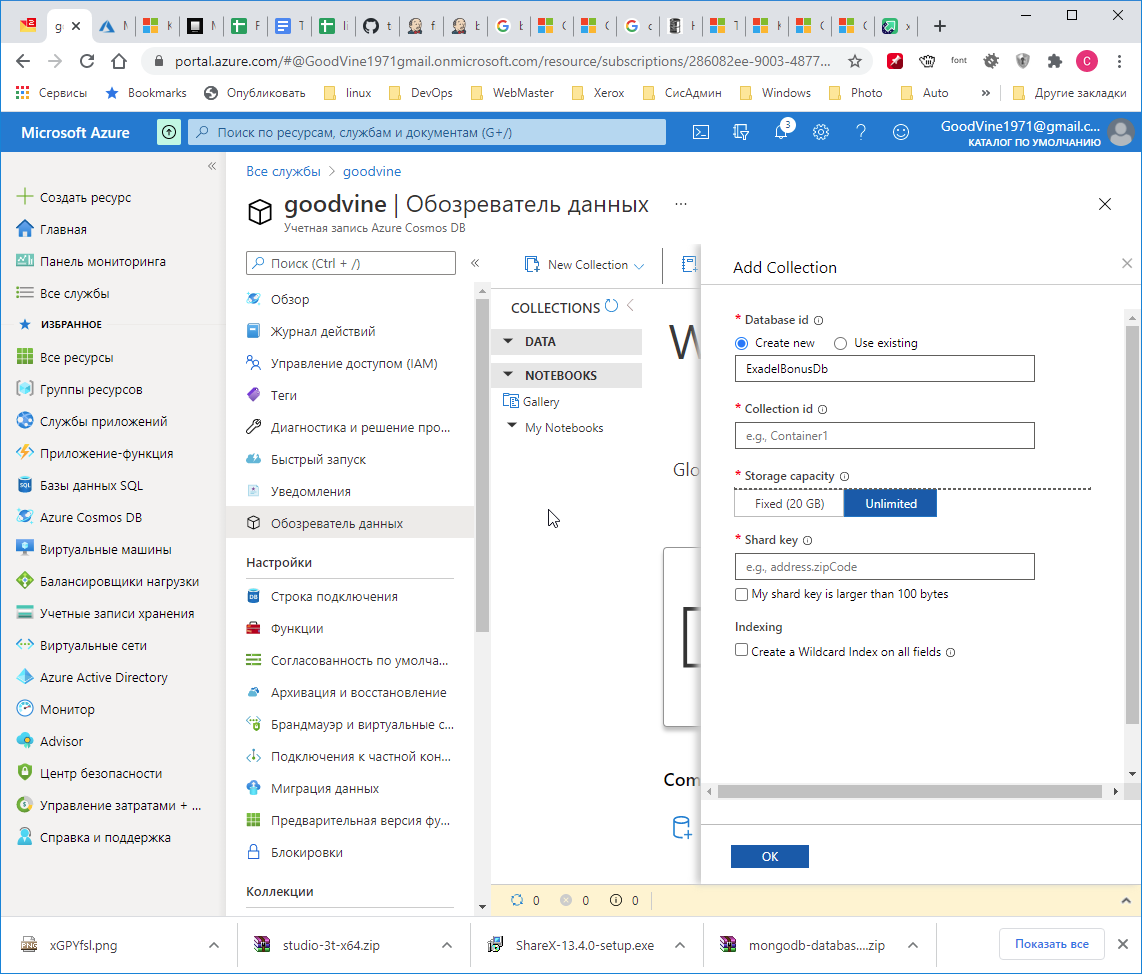 portal.azure.com/#@GoodVine1971gmail.onmicrosoft.com/resource/subscriptions/286082ee-9003-4877...
font
C
Сервисы
Bookmarks
Опубликовать
linux
DevOps
WebMaster
Xerox
СисАдмин
Windows
Photo
Auto
»
Другие закладки
Microsoft Azure
Поиск по ресурсам, службам и документам (G+/)
3
GoodVine1971@gmail.c...
КАТАЛОГ ПО УМОЛЧАНИЮ
Создать ресурс
Главная
Панель мониторинга
Все службы
ИЗБРАННОЕ
Все ресурсы
Группы ресурсов
Службы приложений
Приложение-функция
Базы данных SQL
Azure Cosmos DB
Виртуальные машины
Балансировщики нагрузки
Учетные записи хранения
Виртуальные сети
Azure Active Directory
Монитор
Advisor
Центр безопасности
Управление затратами + ...
Справка и поддержка
Все службы > goodvine
goodvine | Обозреватель данных ...
Учетная запись Azure Cosmos DB
Поиск (Ctrl + /)
Обзор
Журнал действий
Управление доступом (IAM)
Теги
Диагностика и решение про...
Быстрый запуск
Уведомления
Обозреватель данных
Настройки
Строка подключения
Функции
Согласованность по умолча...
Архивация и восстановление
Брандмауэр и виртуальные с...
Подключения к частной кон...
Миграция данных
Предварительная версия фу...
Блокировки
Коллекции
New Collection
COLLECTIONS
DATA
NOTEBOOKS
Gallery
My Notebooks
W
Glo
Com
0
0
0
Add Collection
* Database id
Create new
Use existing
ExadelBonusDb
* Collection id
e.g., Container1
* Storage capacity
Fixed (20 GB)
Unlimited
* Shard key
e.g., address.zipCode
My shard key is larger than 100 bytes
Indexing
Create a Wildcard Index on all fields
OK
xGPYfsl.png
studio-3t-x64.zip
ShareX-13.4.0-setup.exe
mongodb-databas....zip
Показать все